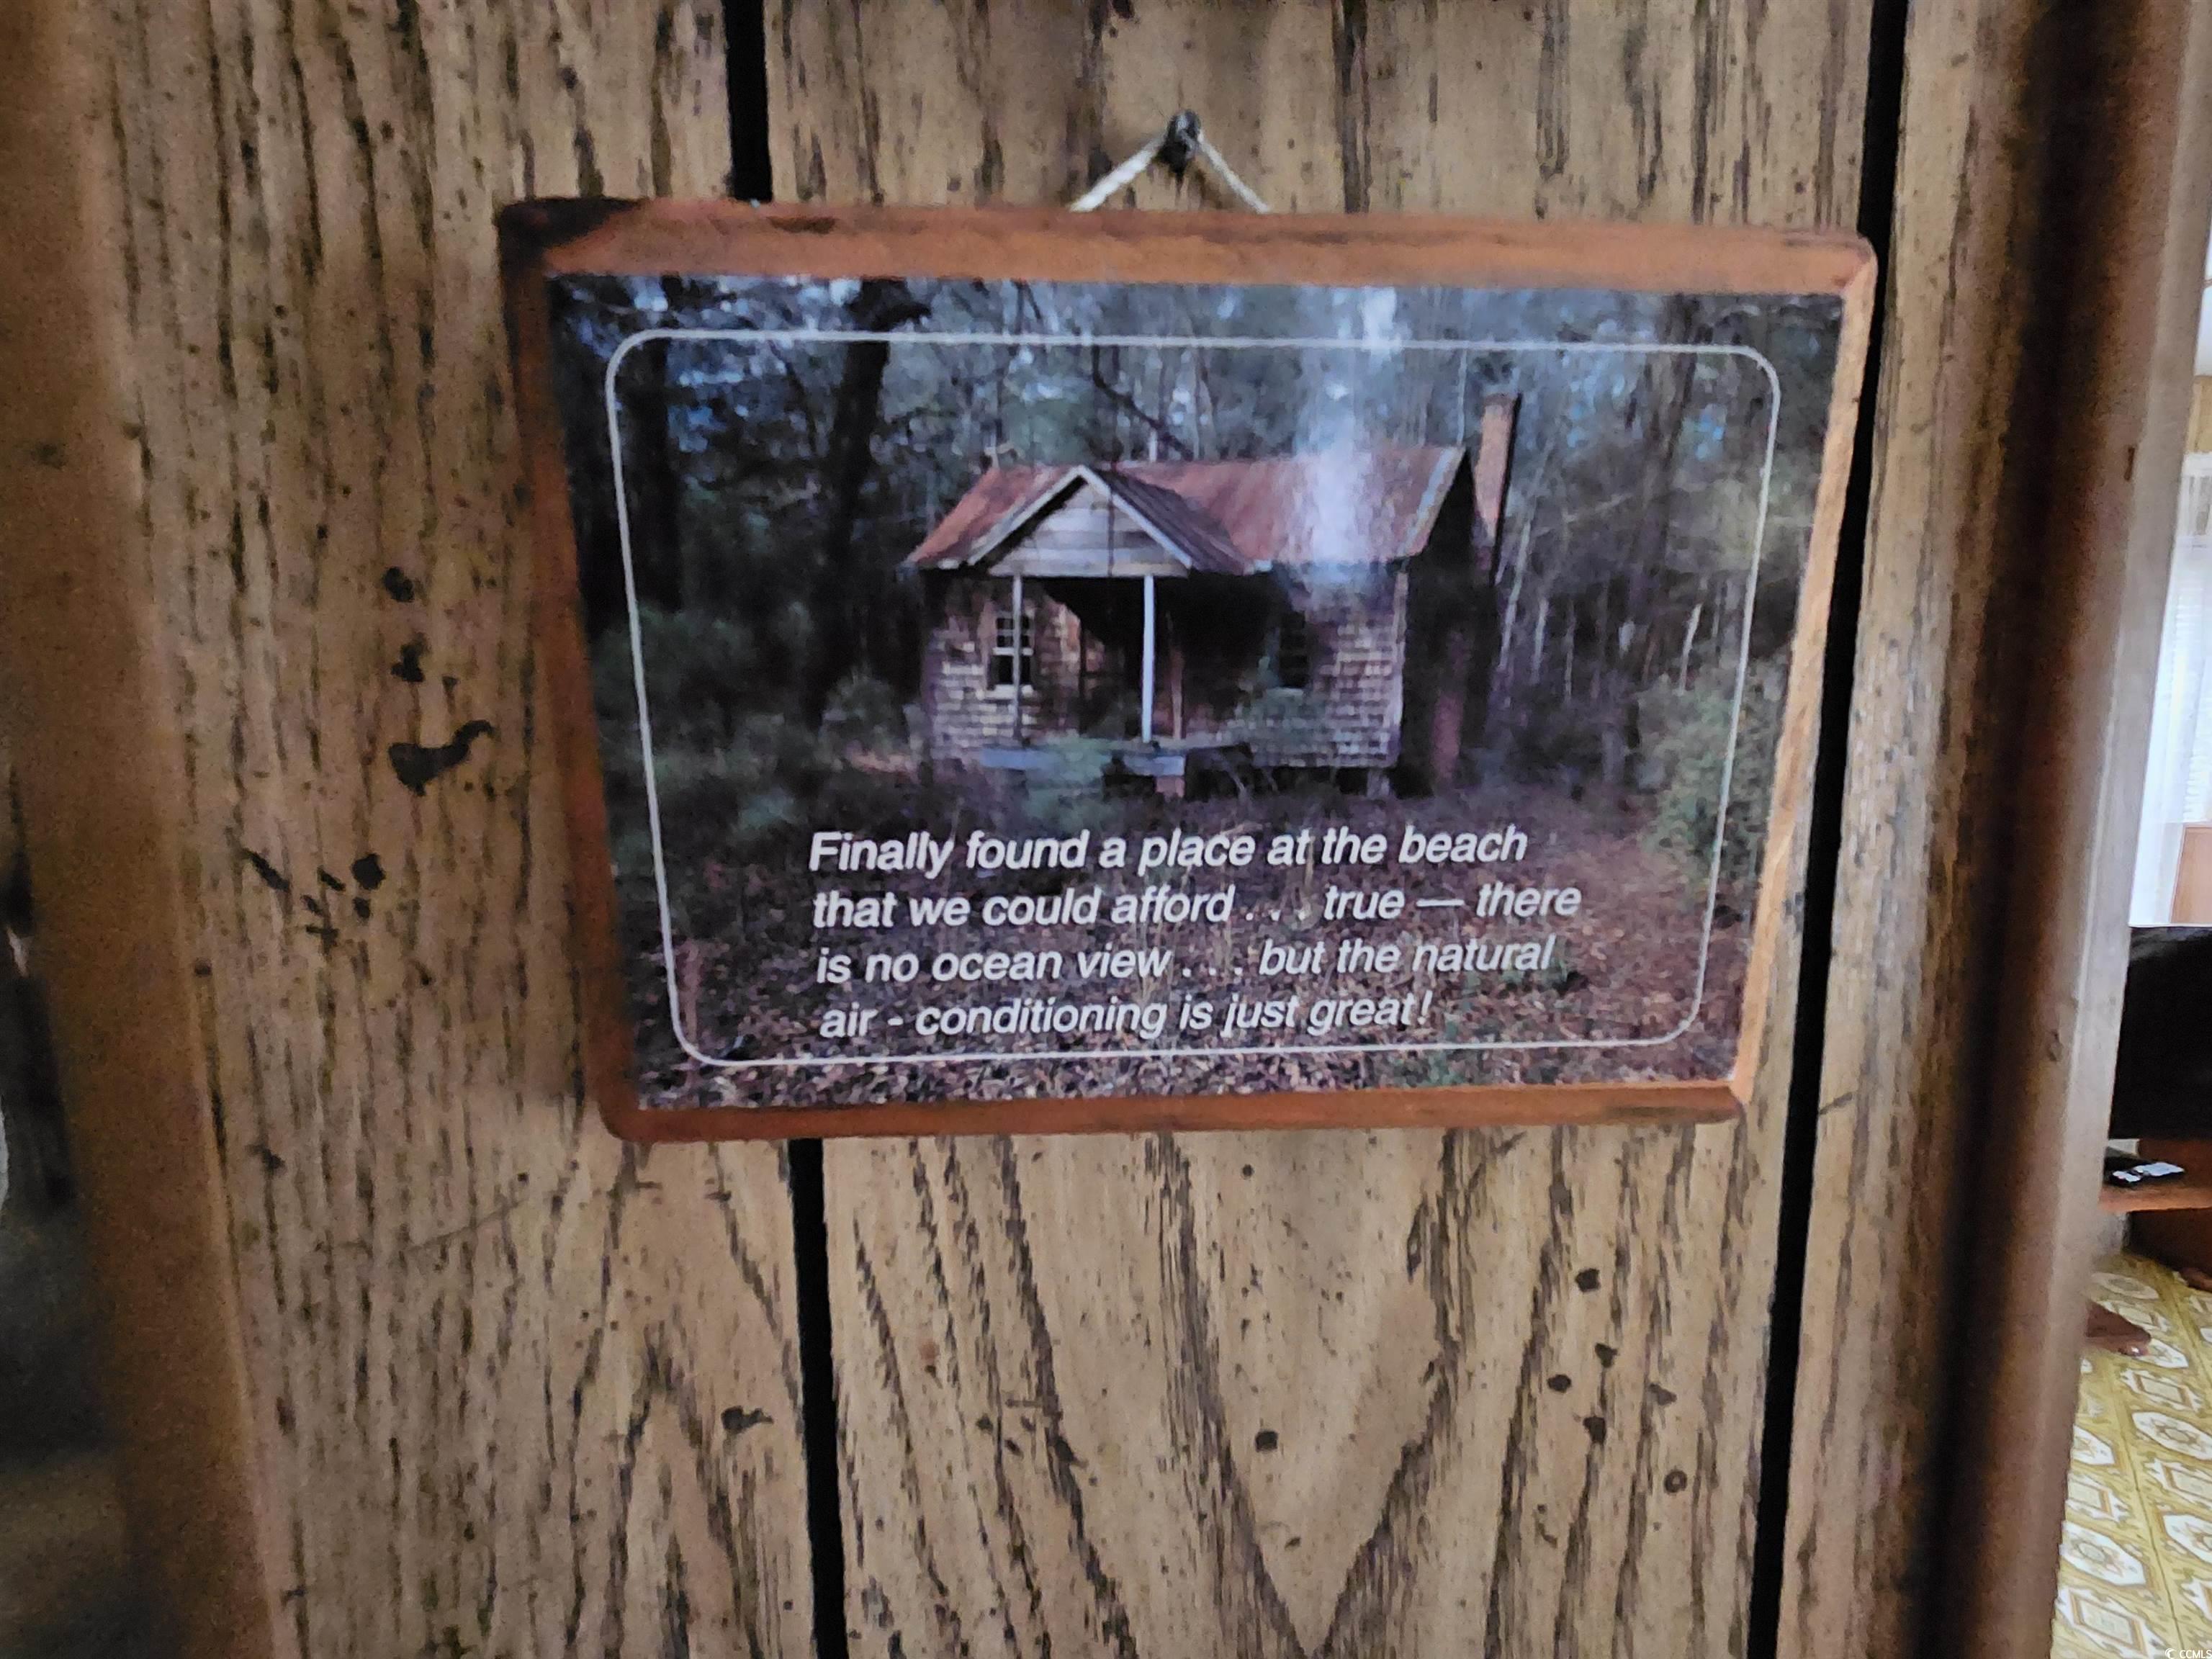 Finally found a place at the beach
that we could afford . . . true — there
is no ocean view . . . but the natural
air - conditioning is just great!
© CCMLS